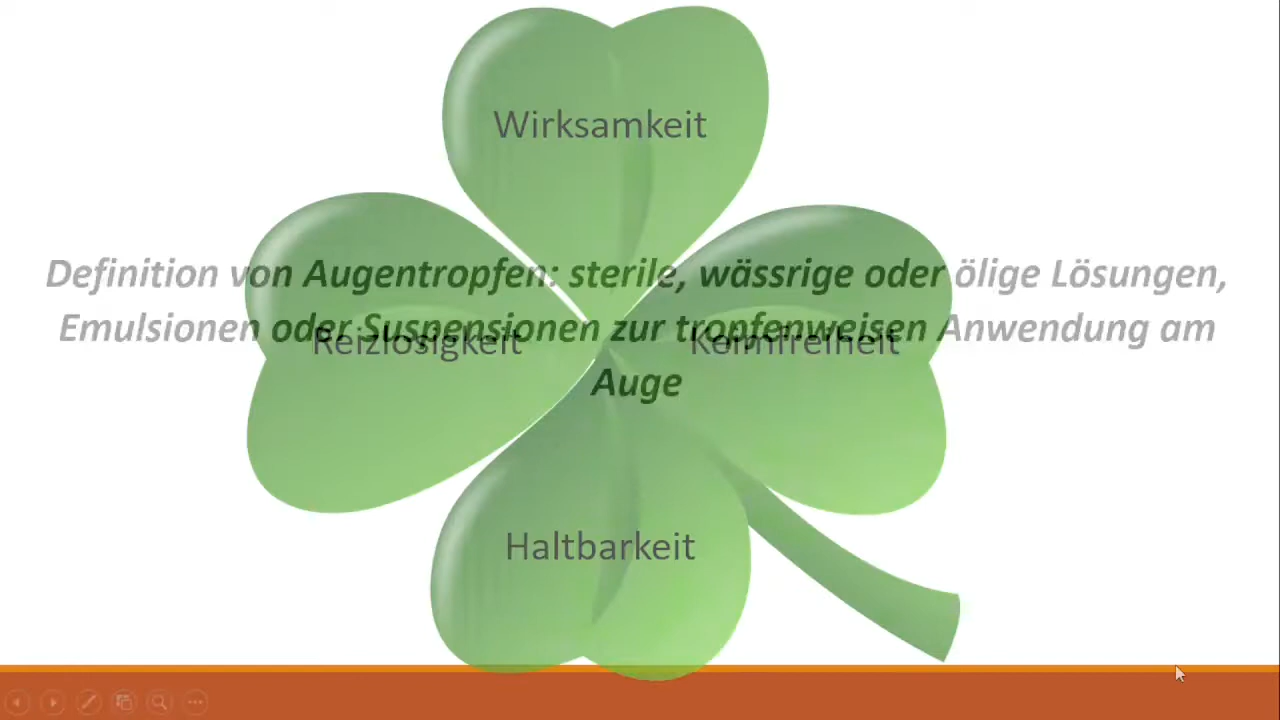 Wirksamkeit
Definition von Augentropfen: sterile, wässrige oder ölige Lösungen,
Emulsionen oder Suspensionen zur tropfenweisen Anwendung am
Auge
Reizlosigkeit
Keimfreiheit
Haltbarkeit